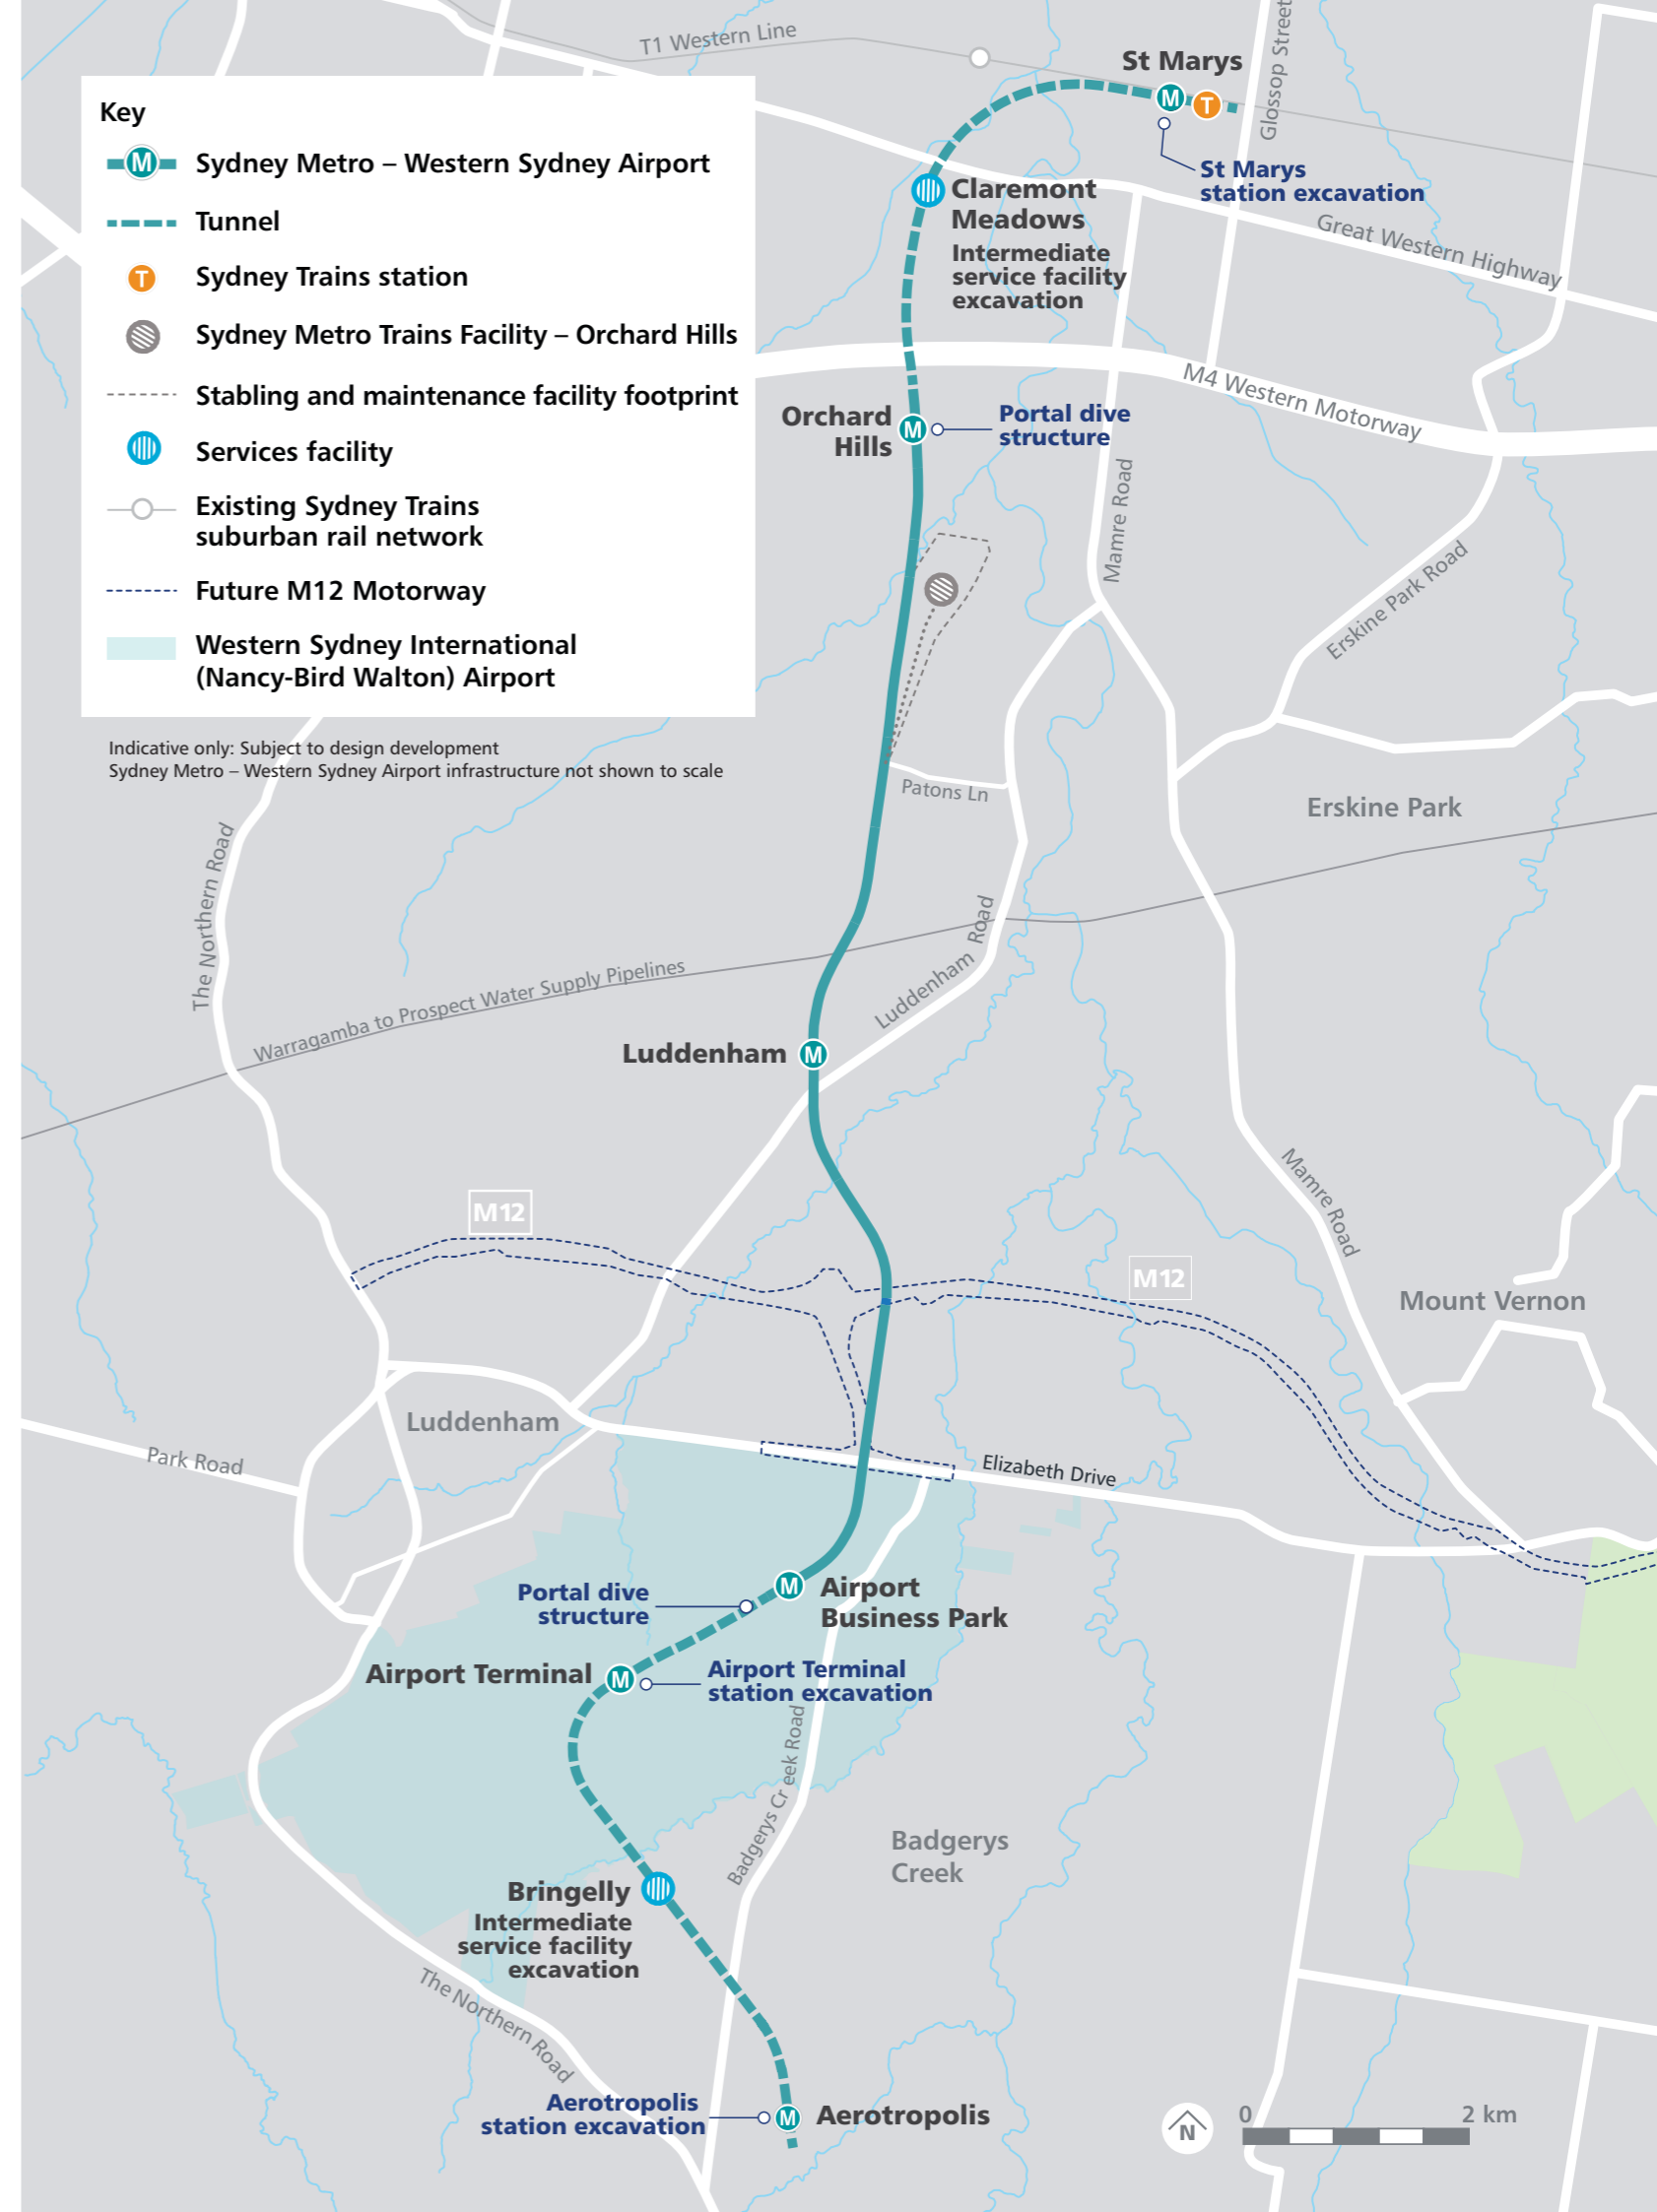 T1 Western Line
St Marys
Glossop Street
M
T
St Marys
station excavation
Key
M
Sydney Metro – Western Sydney Airport
Tunnel
T
Sydney Trains station
Sydney Metro Trains Facility – Orchard Hills
Stabling and maintenance facility footprint
Services facility
Existing Sydney Trains
suburban rail network
Future M12 Motorway
Western Sydney International
(Nancy-Bird Walton) Airport
Indicative only: Subject to design development
Sydney Metro – Western Sydney Airport infrastructure not shown to scale
Claremont
Meadows
Intermediate
service facility
excavation
Great Western Highway
M4 Western Motorway
Orchard
Hills
M
Portal dive
structure
Mamre Road
Erskine Park Road
Patons Ln
Erskine Park
The Northern Road
Warragamba to Prospect Water Supply Pipelines
Luddenham Road
Luddenham
M
Mamre Road
M12
M12
Mount Vernon
Luddenham
Park Road
Elizabeth Drive
Portal dive
structure
M
Airport
Business Park
Airport Terminal
M
Airport Terminal
station excavation
Badgerys Cr eek Road
Badgerys
Creek
Bringelly
Intermediate
service facility
excavation
The Northern Road
Aerotropolis
station excavation
M
Aerotropolis
N
0
2 km